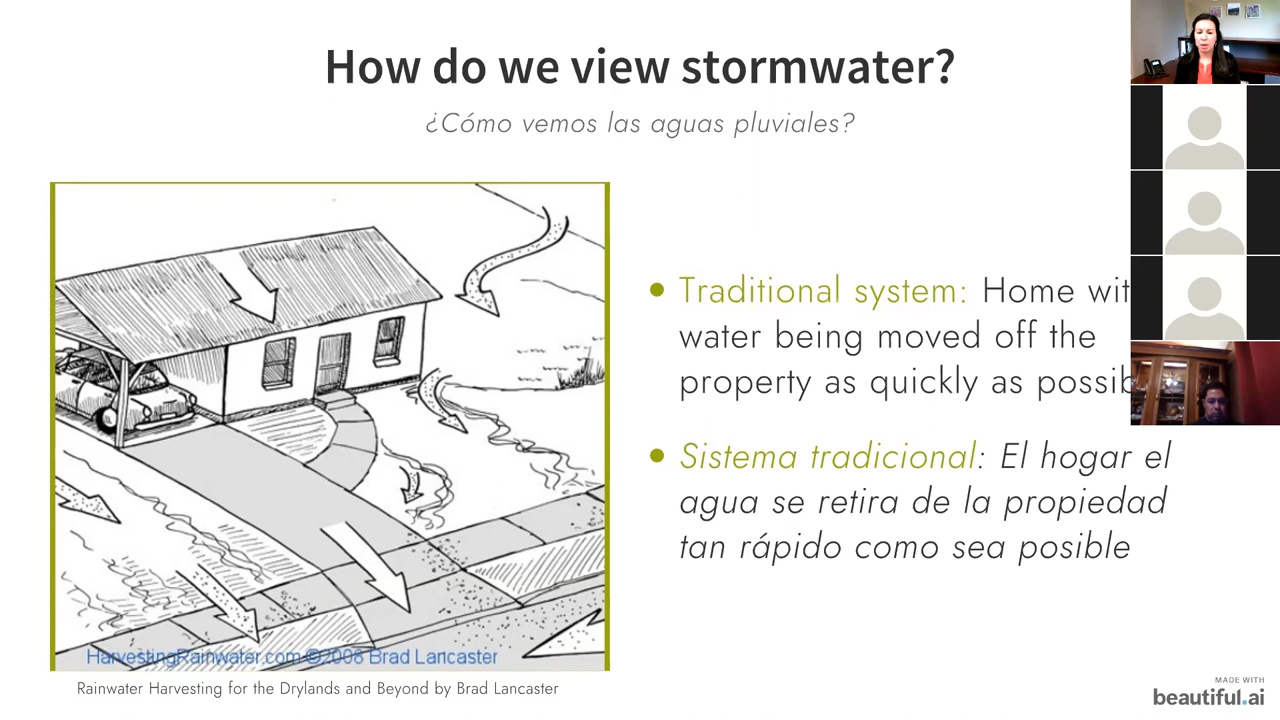 How do we view stormwater?
¿Cómo vemos las aguas pluviales?
Traditional system: Home wit
water being moved off the
property as quickly as possib
Sistema tradicional: El hogar el
agua se retira de la propiedad
tan rápido como sea posible
HarvestingRainwater.com ©2008 Brad Lancaster
Rainwater Harvesting for the Drylands and Beyond by Brad Lancaster
MADE WITH
beautiful.ai